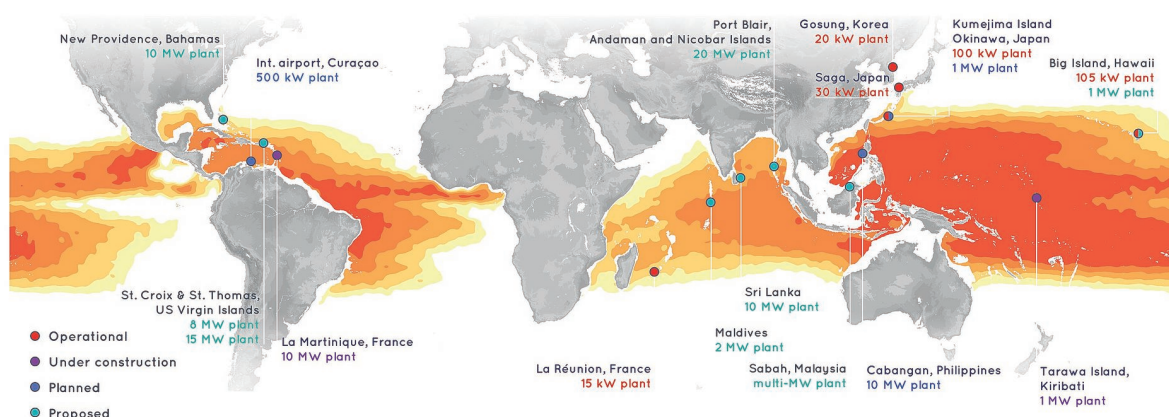 New Providence, Bahamas
10 MW plant
Int. airport, Curaçao
500 kW plant
Port Blair,
Andaman and Nicobar Islands
20 MW plant
Gosung, Korea
20 kW plant
Saga, Japan
30 kW plant
Kumejima Island
Okinawa, Japan
100 kW plant
1 MW plant
Big Island, Hawaii
105 kW plant
1 MW plant
St. Croix & St. Thomas,
US Virgin Islands
8 MW plant
15 MW plant
La Martinique, France
10 MW plant
La Réunion, France
15 kW plant
Sri Lanka
10 MW plant
Maldives
2 MW plant
Sabah, Malaysia
multi-MW plant
Cabangan, Philippines
10 MW plant
Tarawa Island,
Kiribati
1 MW plant
Operational
Under construction
Planned
Proposed